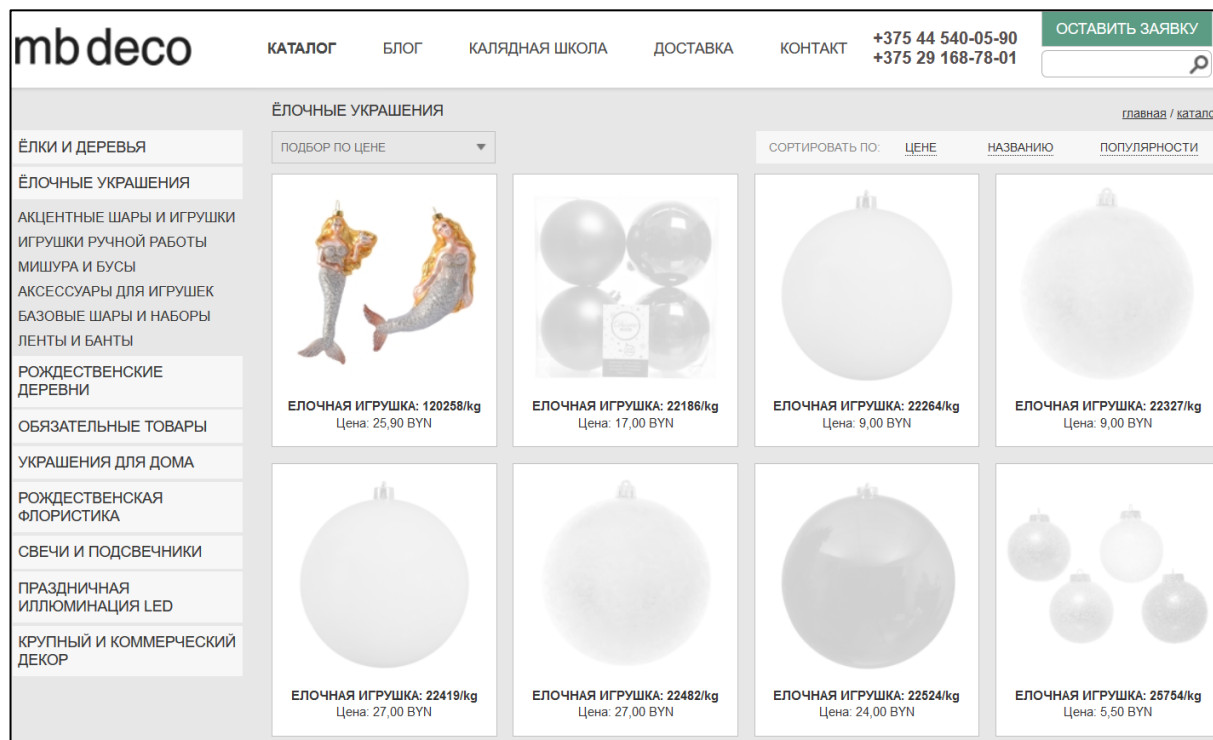 mb deco
КАТАЛОГ
БЛОГ
КАЛЯДНАЯ ШКОЛА
ДОСТАВКА
КОНТАКТ
+375 44 540-05-90
+375 29 168-78-01
ОСТАВИТЬ ЗАЯВКУ
ЁЛОЧНЫЕ УКРАШЕНИЯ
главная / катало
ЁЛКИ И ДЕРЕВЬЯ
ЁЛОЧНЫЕ УКРАШЕНИЯ
АКЦЕНТНЫЕ ШАРЫ И ИГРУШКИ
ИГРУШКИ РУЧНОЙ РАБОТЫ
МИШУРА И БУСЫ
АКСЕССУАРЫ ДЛЯ ИГРУШЕК
БАЗОВЫЕ ШАРЫ И НАБОРЫ
ЛЕНТЫ И БАНТЫ
РОЖДЕСТВЕНСКИЕ
ДЕРЕВНИ
ОБЯЗАТЕЛЬНЫЕ ТОВАРЫ
УКРАШЕНИЯ ДЛЯ ДОМА
РОЖДЕСТВЕНСКАЯ
ФЛОРИСТИКА
СВЕЧИ И ПОДСВЕЧНИКИ
ПРАЗДНИЧНАЯ
ИЛЛЮМИНАЦИЯ LED
КРУПНЫЙ И КОММЕРЧЕСКИЙ
ДЕКОР
ПОДБОР ПО ЦЕНЕ
СОРТИРОВАТЬ ПО: ЦЕНЕ НАЗВАНИЮ ПОПУЛЯРНОСТИ
ЕЛОЧНАЯ ИГРУШКА: 120258/kg
Цена: 25,90 BYN
ЕЛОЧНАЯ ИГРУШКА: 22186/kg
Цена: 17,00 BYN
ЕЛОЧНАЯ ИГРУШКА: 22264/kg
Цена: 9,00 BYN
ЕЛОЧНАЯ ИГРУШКА: 22327/kg
Цена: 9,00 BYN
ЕЛОЧНАЯ ИГРУШКА: 22419/kg
Цена: 27,00 BYN
ЕЛОЧНАЯ ИГРУШКА: 22482/kg
Цена: 27,00 BYN
ЕЛОЧНАЯ ИГРУШКА: 22524/kg
Цена: 24,00 BYN
ЕЛОЧНАЯ ИГРУШКА: 25754/kg
Цена: 5,50 BYN